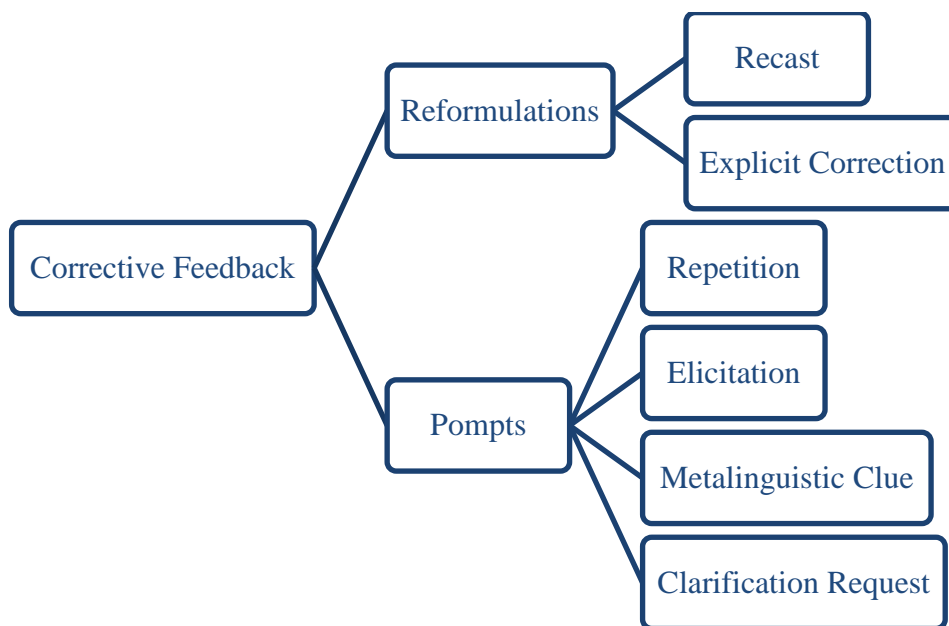 Corrective Feedback
Reformulations
Recast
Explicit Correction
Pompts
Repetition
Elicitation
Metalinguistic Clue
Clarification Request